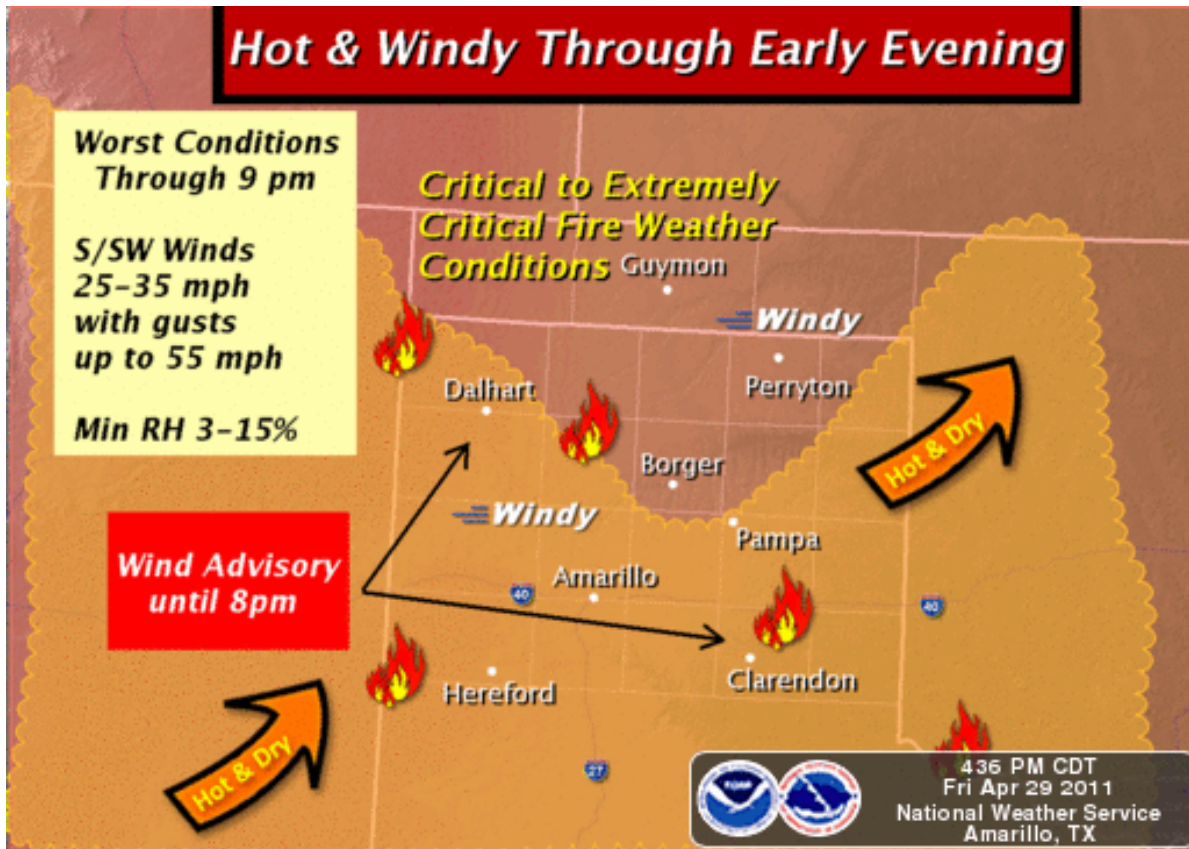 Hot & Windy Through Early Evening
Worst Conditions
Through 9 pm
S/SW Winds
25-35 mph
with gusts
up to 55 mph
Min RH 3-15%
Critical to Extremely
Critical Fire Weather
Conditions
Guymon
Windy
Perryton
Dalhart
Hot & Dry
Borger
Windy
Pampa
Wind Advisory
until 8pm
Amarillo
40
40
Hereford
Clarendon
Hot & Dry
27
436 PM CDT
Fri Apr 29 2011
National Weather Service
Amarillo, TX